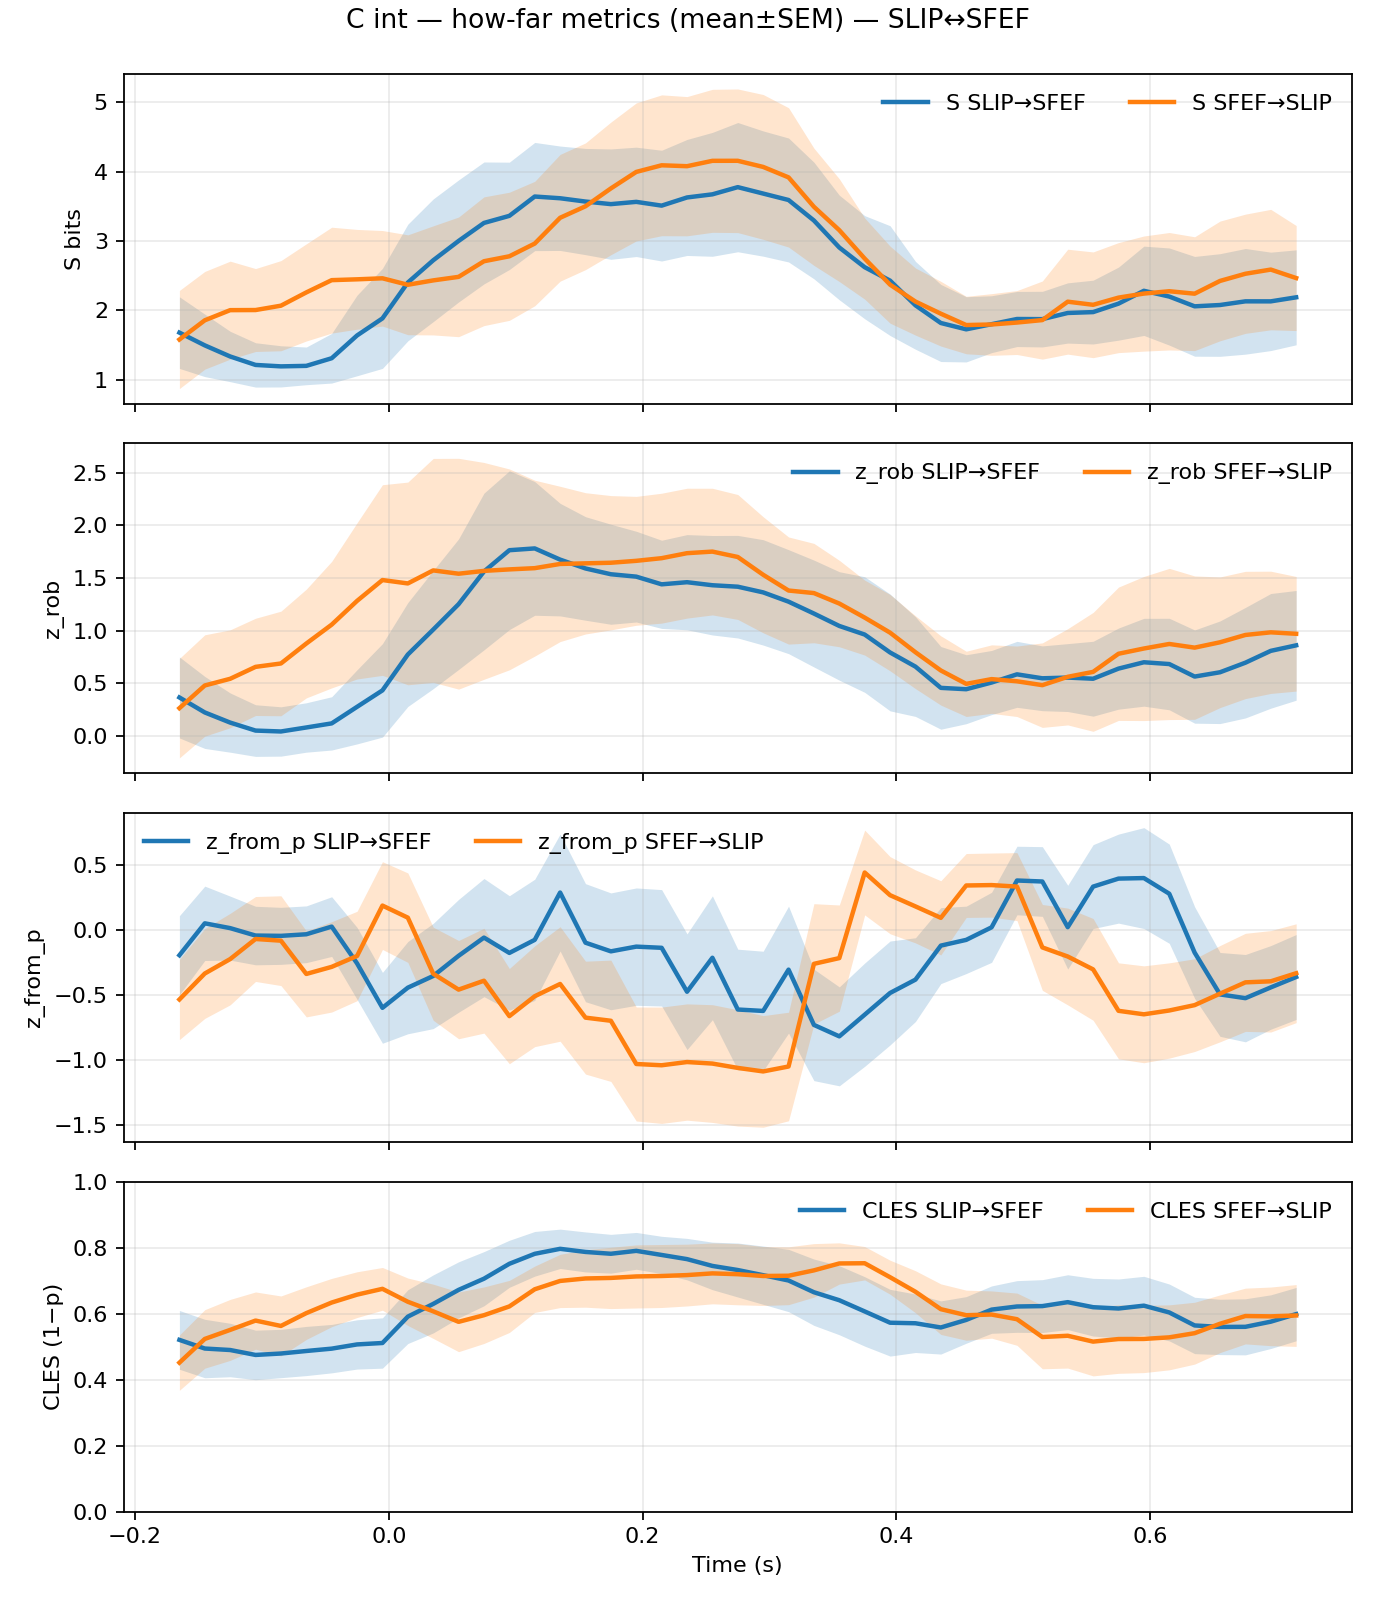 C int — how-far metrics (mean±SEM) — SLIP↔SFEF
S SLIP→SFEF S SFEF→SLIP
5
4
3
2
1
S bits
z_rob SLIP→SFEF z_rob SFEF→SLIP
2.5
2.0
1.5
1.0
0.5
0.0
z_rob
z_from_p SLIP→SFEF z_from_p SFEF→SLIP
0.5
0.0
−0.5
−1.0
−1.5
z_from_p
CLES SLIP→SFEF CLES SFEF→SLIP
1.0
0.8
0.6
0.4
0.2
0.0
CLES (1−p)
−0.2 0.0 0.2 0.4 0.6
Time (s)